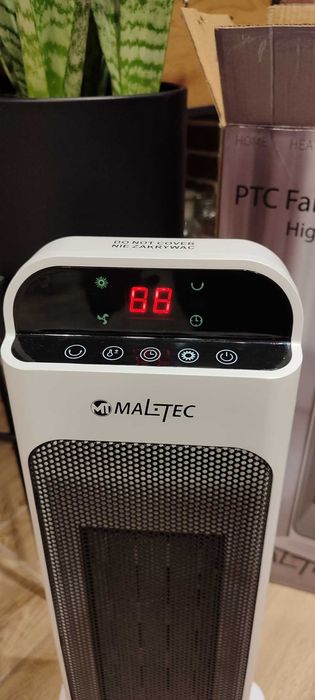 HOME HEA
PTC Fa
Hig
DO NOT COVER
NIE ZAKRYWAĆ
88
M MALTEC